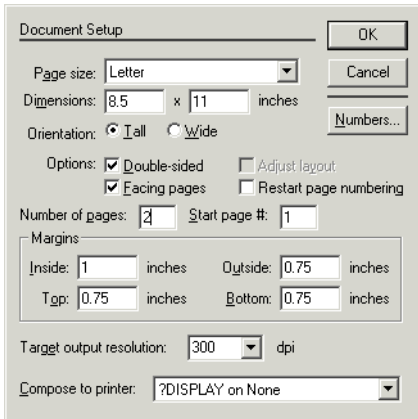 Document Setup
OK
Page size: Letter
Cancel
Dimensions: 8.5 x 11 inches
Numbers...
Orientation: Tall Wide
Options: Double-sided Adjust layout
Facing pages Restart page numbering
Number of pages: 2 Start page #: 1
Margins
Inside: 1 inches Outside: 0.75 inches
Top: 0.75 inches Bottom: 0.75 inches
Target output resolution: 300 dpi
Compose to printer: ?DISPLAY on None